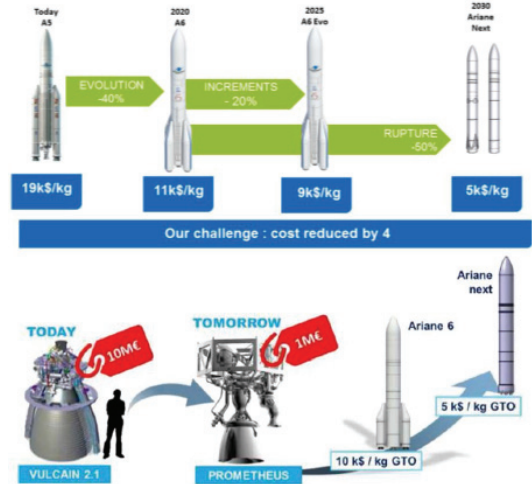 Today
A5
2020
A6
2025
A6 Evo
2030
Ariane
Next
EVOLUTION
-40%
INCREMENTS
- 20%
RUPTURE
-50%
19k$/kg
11k$/kg
9k$/kg
5k$/kg
Our challenge : cost reduced by 4
TODAY
10M€
VULCAIN 2.1
TOMORROW
1M€
PROMETHEUS
Ariane 6
10 k$ / kg GTO
Ariane
next
5 k$ / kg GTO